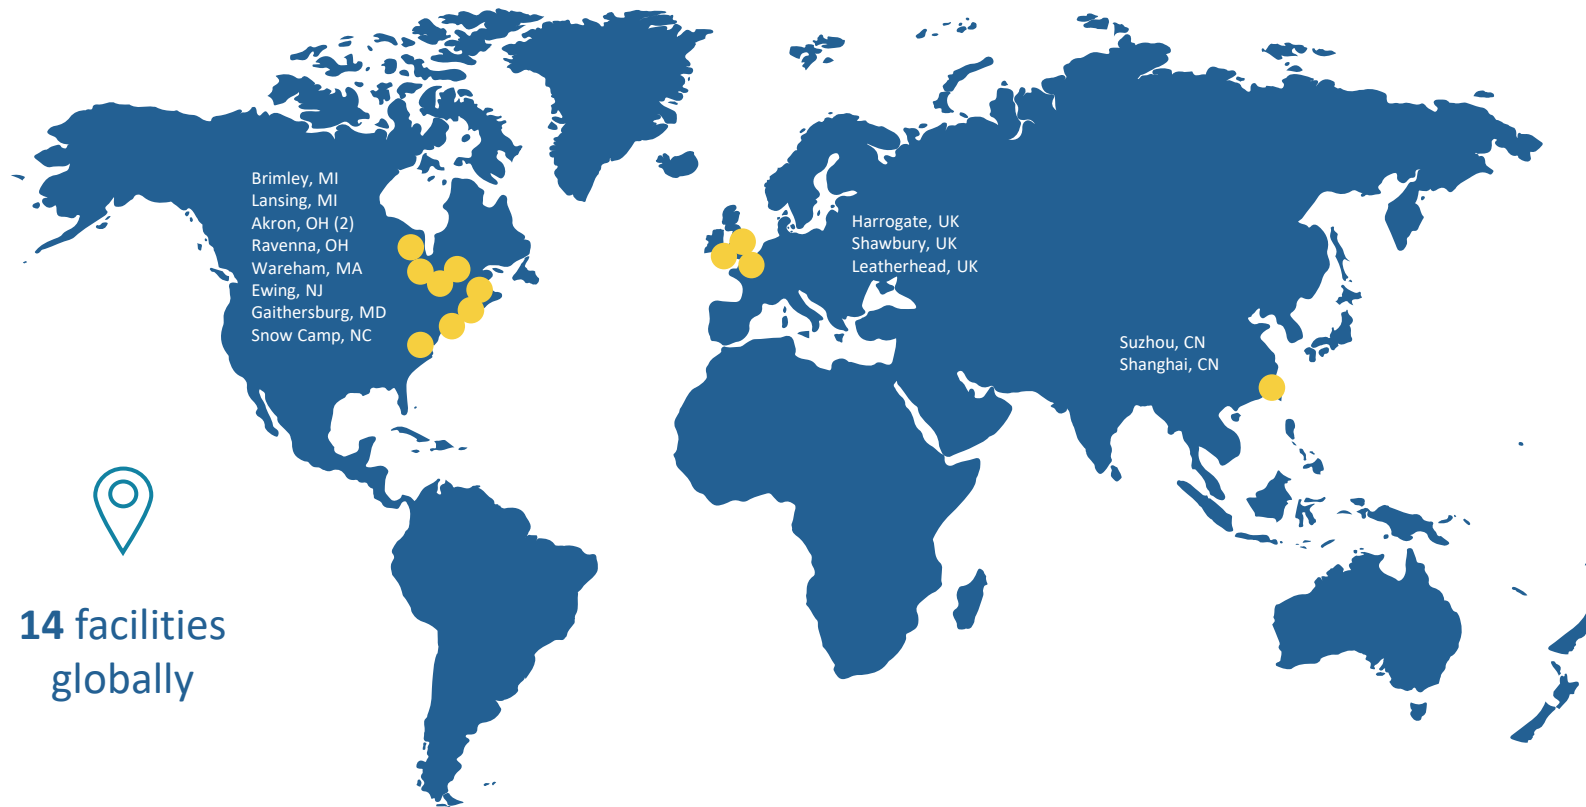 Brimley, MI
Lansing, MI
Akron, OH (2)
Ravenna, OH
Wareham, MA
Ewing, NJ
Gaithersburg, MD
Snow Camp, NC
Harrogate, UK
Shawbury, UK
Leatherhead, UK
Suzhou, CN
Shanghai, CN
14 facilities
globally